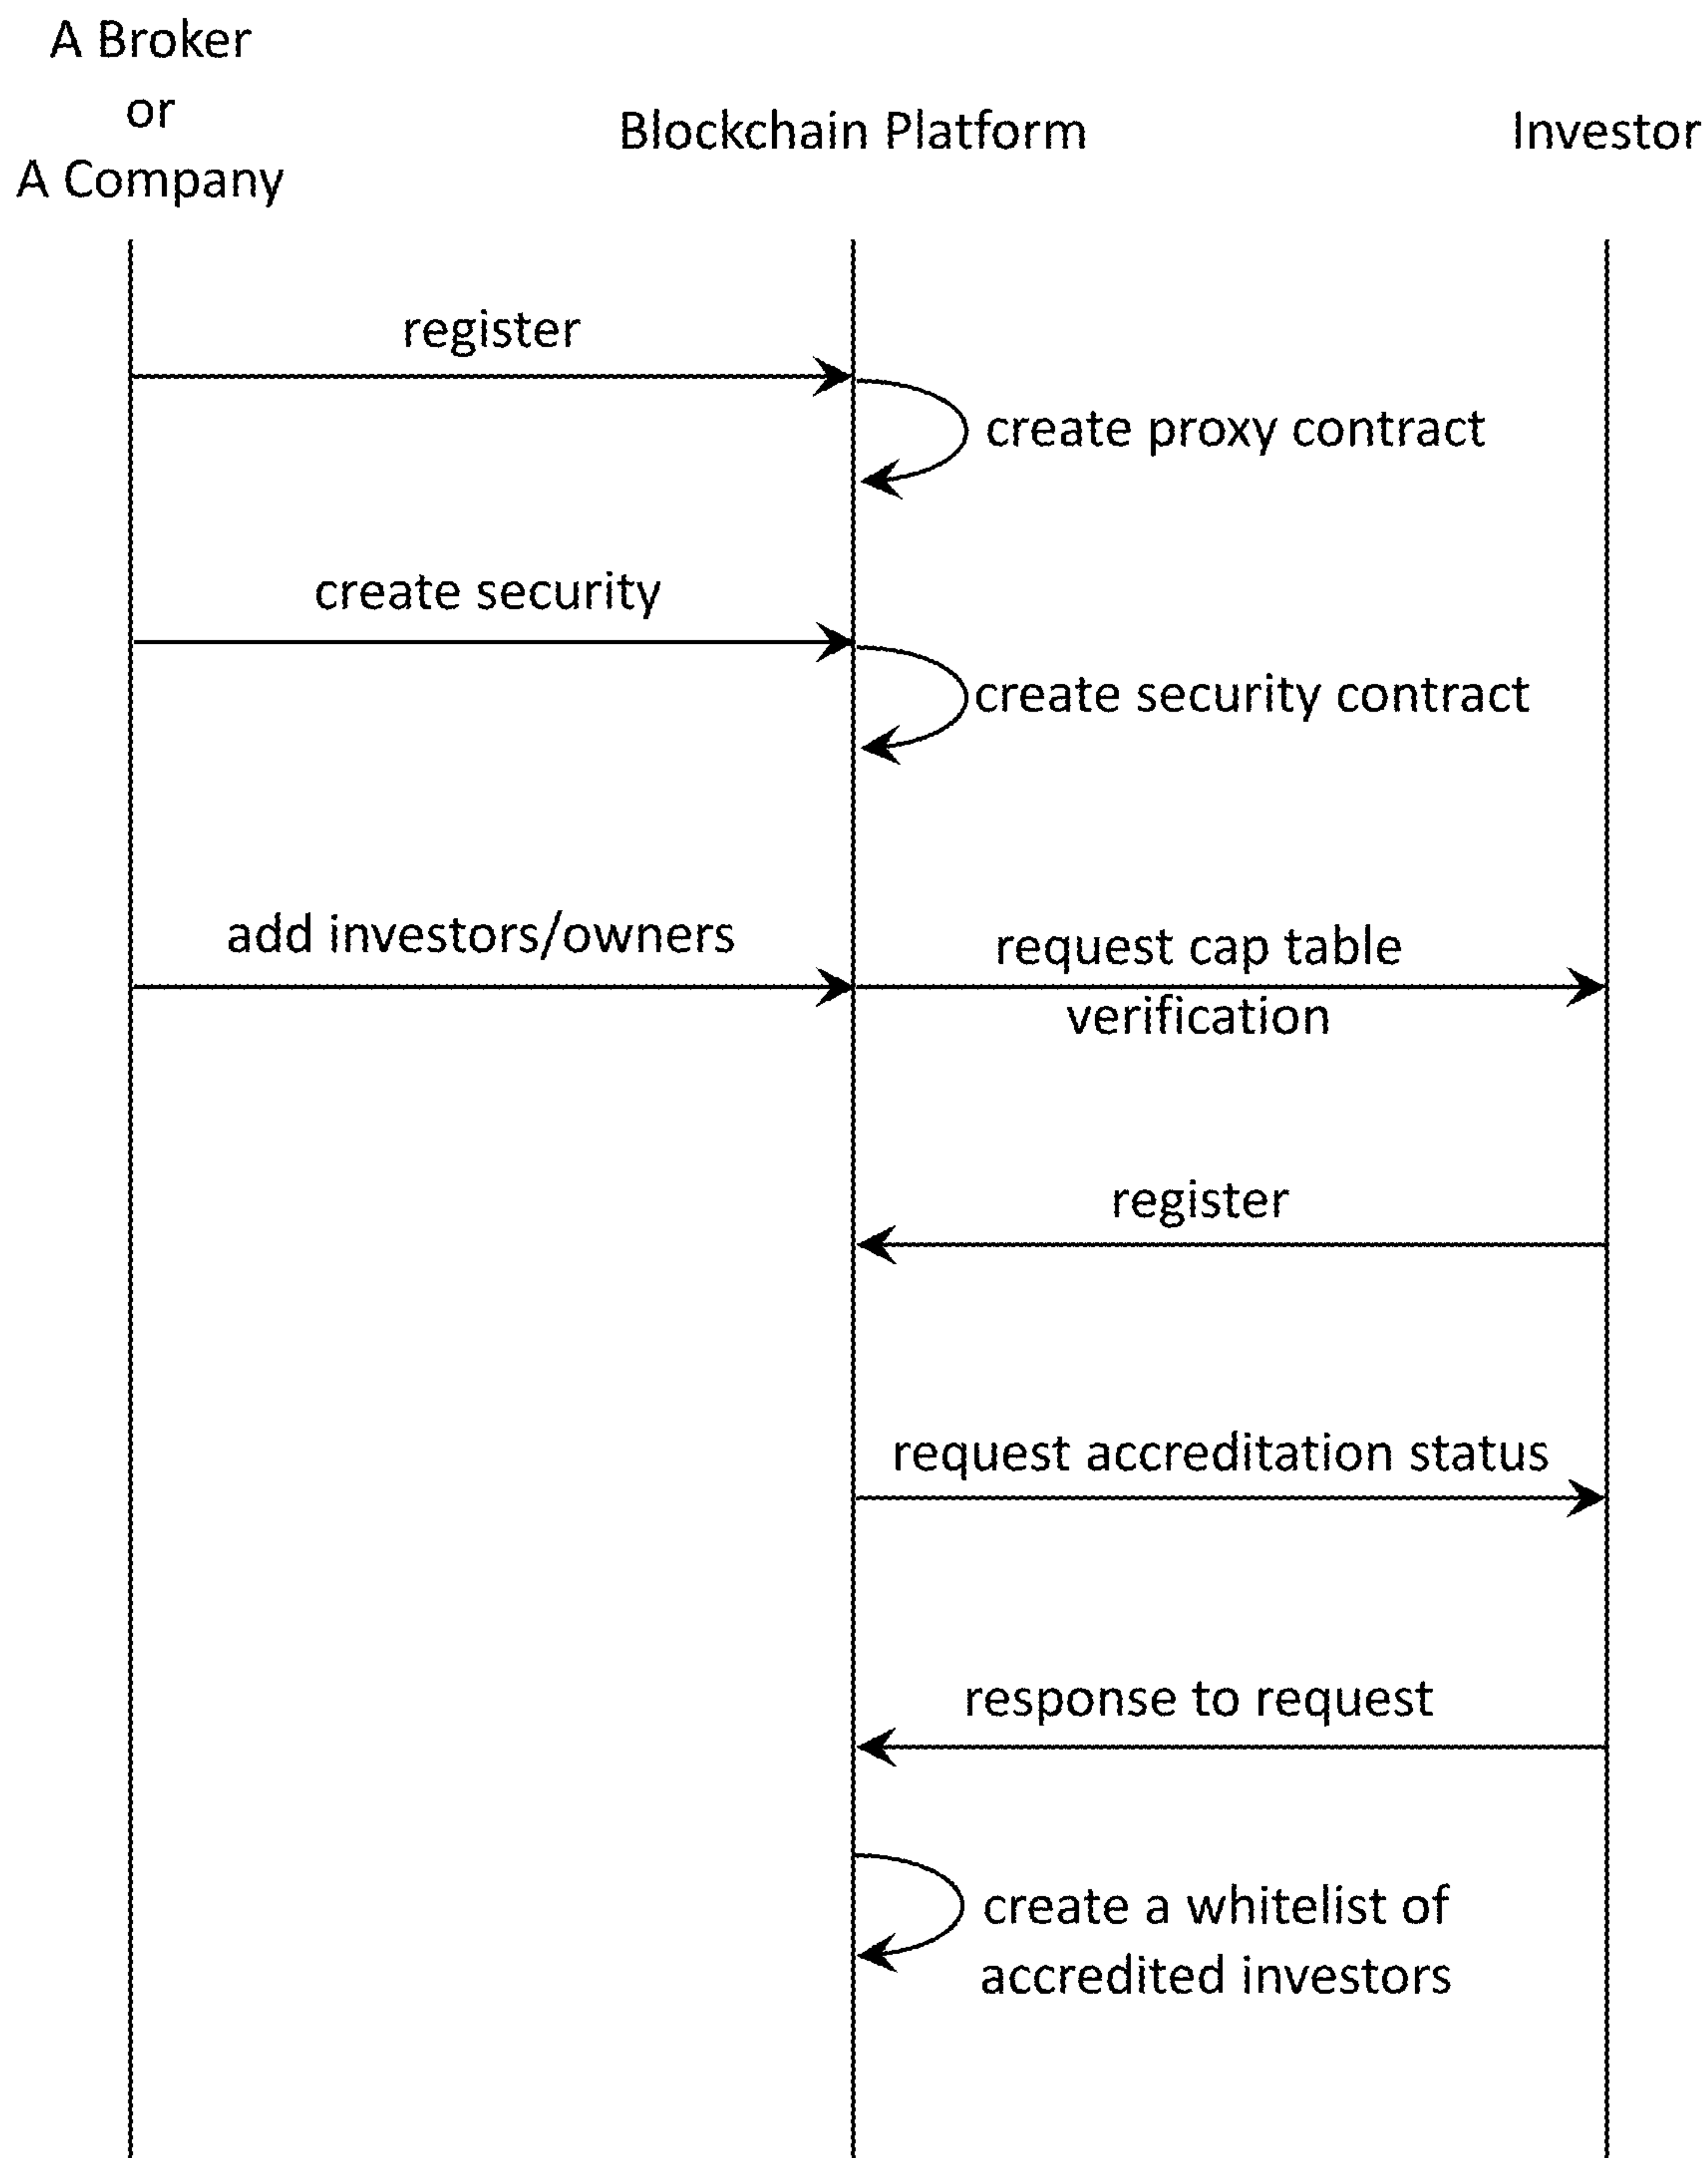 A Broker
or
A Company
Blockchain Platform
Investor
register
create proxy contract
create security
create security contract
add investors/owners
request cap table
verification
register
request accreditation status
response to request
create a whitelist of
accredited investors